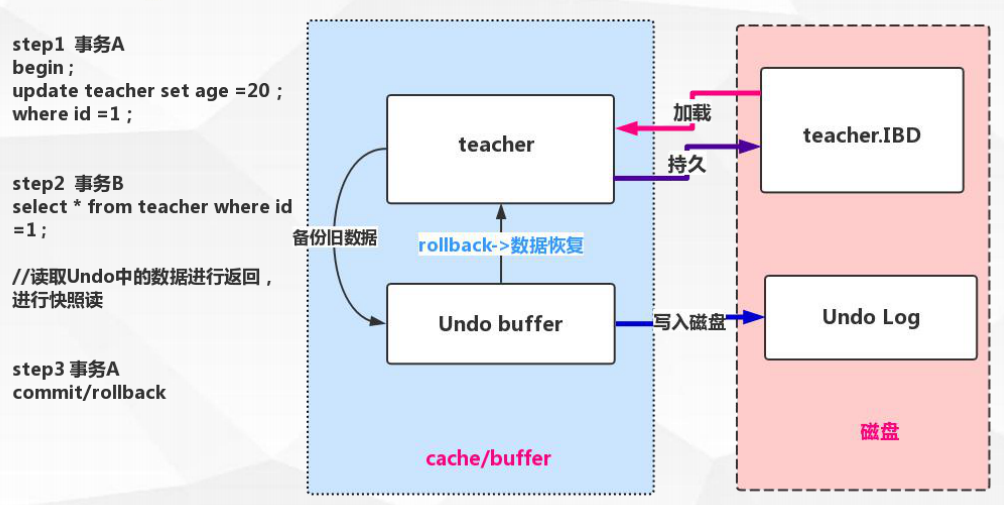 step1 事务A
begin ;
update teacher set age =20 ;
where id =1 ;
step2 事务B
select * from teacher where id
=1 ;
//读取Undo中的数据进行返回，
进行快照读
step3 事务A
commit/rollback
teacher
备份旧数据
rollback->数据恢复
Undo buffer
cache/buffer
加载
持久
写入磁盘
teacher.IBD
Undo Log
磁盘